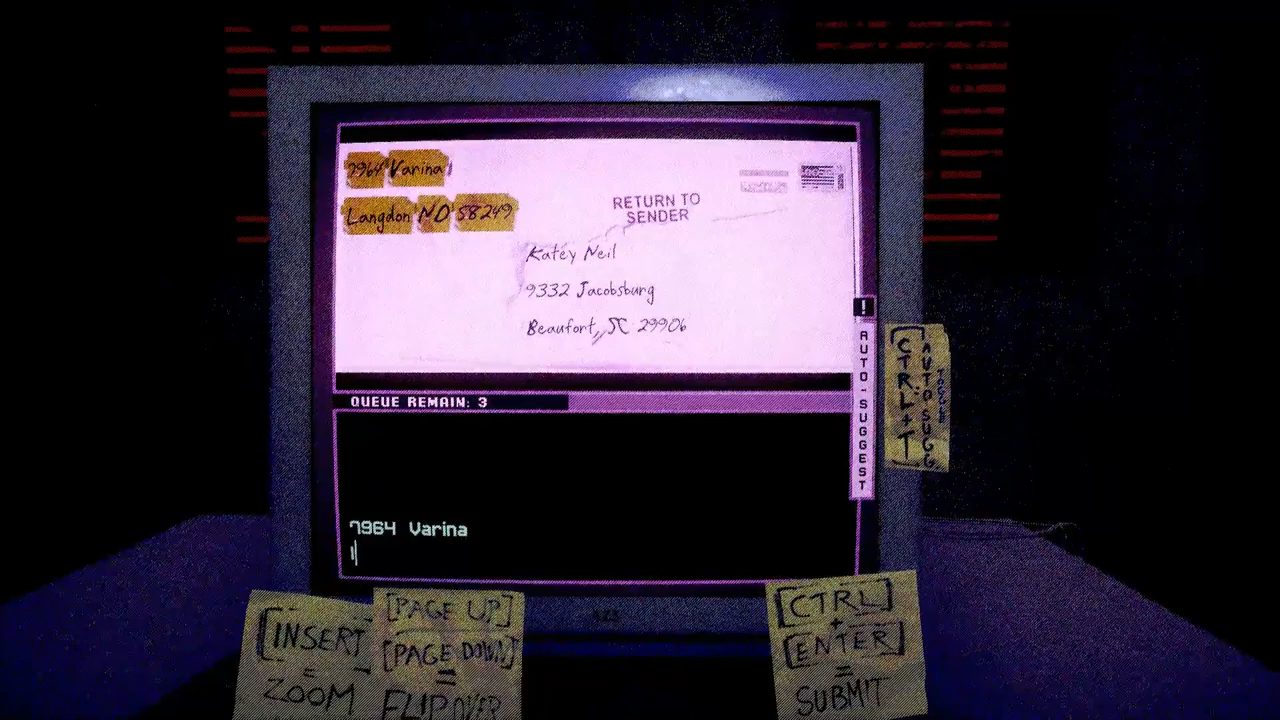 7964 Varina
Langdon ND 58249
RETURN TO
SENDER
Katey Neil
9332 Jacobsburg
Beaufort, SC 29906
!
AUTO-SUGGEST
QUEUE REMAIN: 3
7964 Varina
[CTRL+T]
AUTO SUGG
[INSERT]
=
ZOOM
[PAGE UP]
[PAGE DOWN]
=
FLIP OVER
[CTRL]
+
[ENTER]
=
SUBMIT